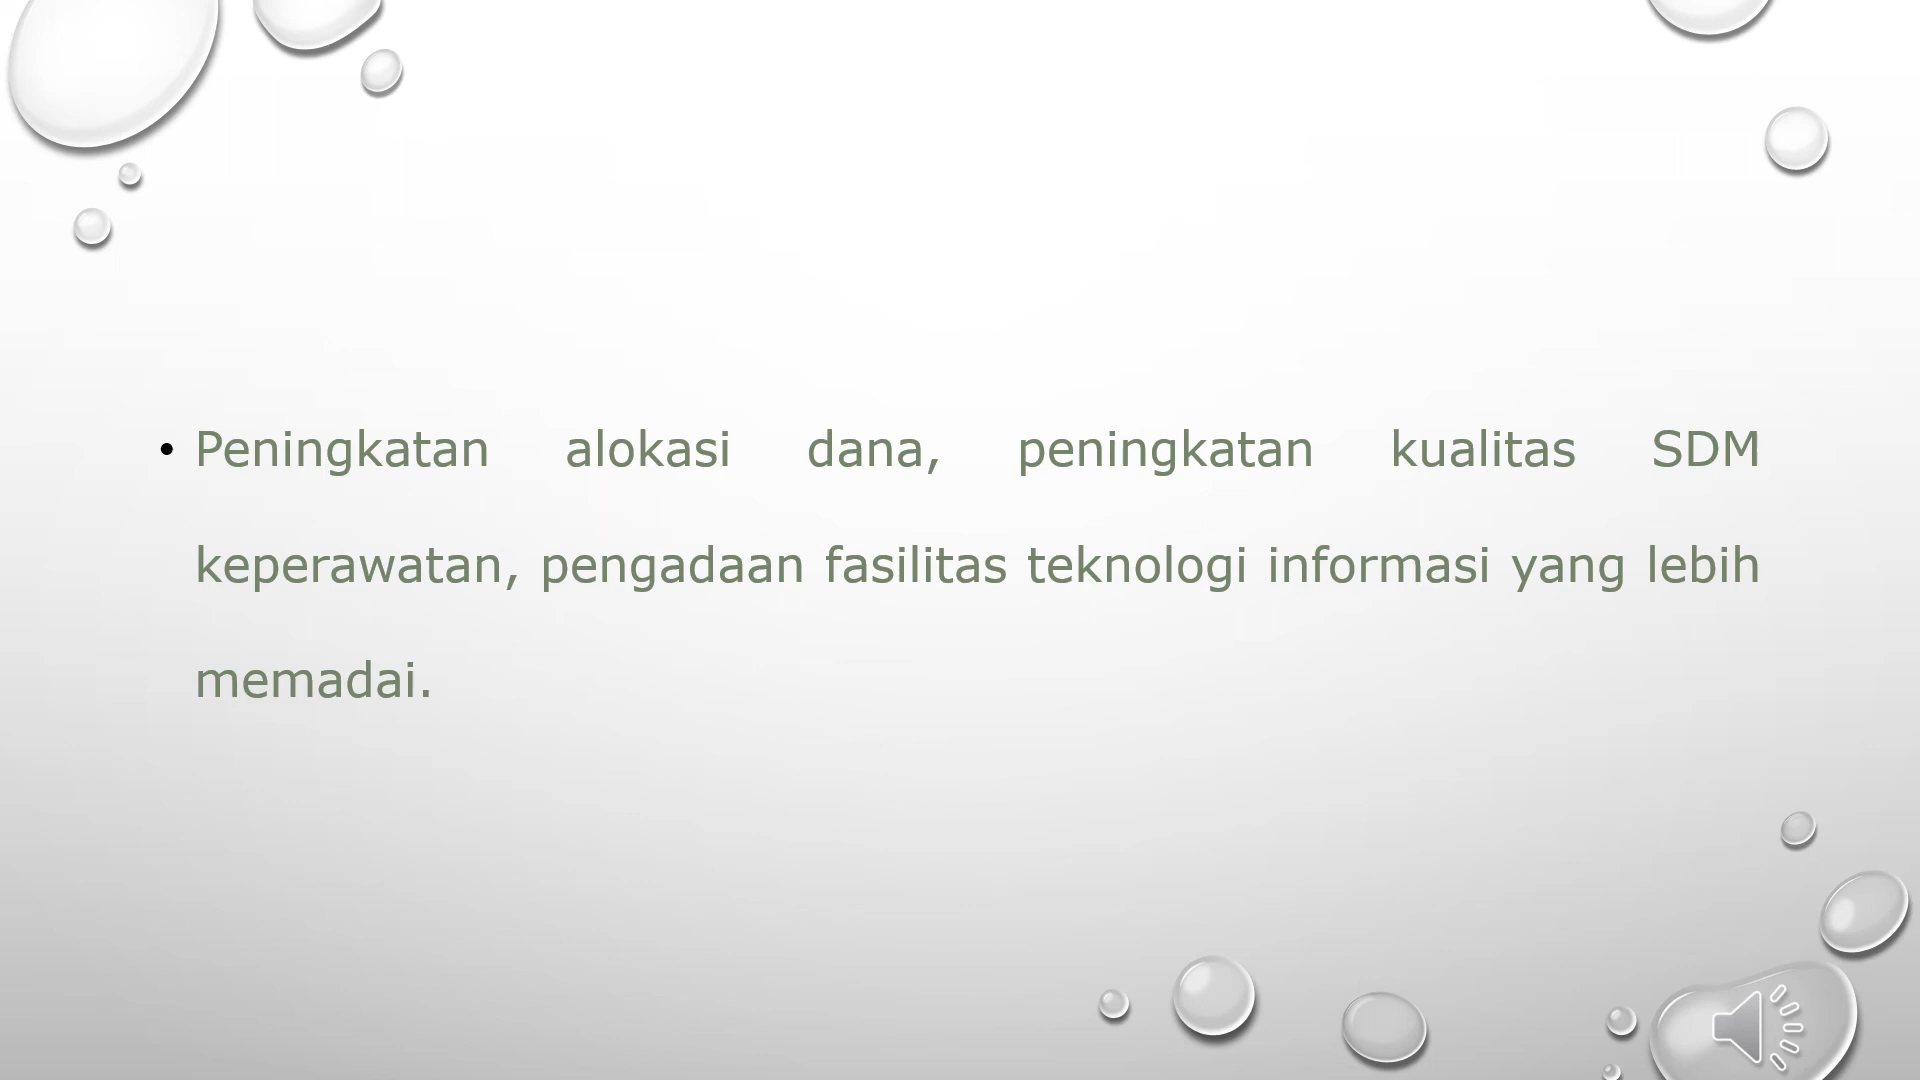 • Peningkatan alokasi dana, peningkatan kualitas SDM
keperawatan, pengadaan fasilitas teknologi informasi yang lebih
memadai.